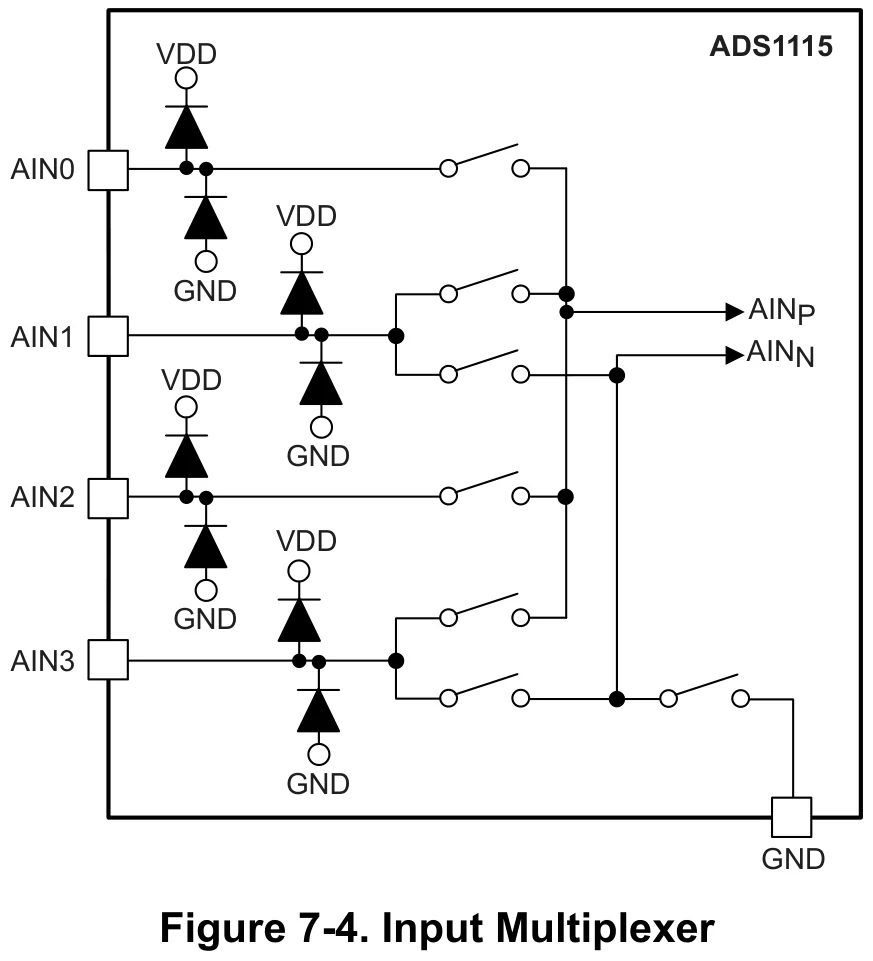 ADS1115
VDD
AIN0
GND
VDD
AIN1
GND
AINP
AINN
VDD
AIN2
GND
VDD
AIN3
GND
GND
Figure 7-4. Input Multiplexer